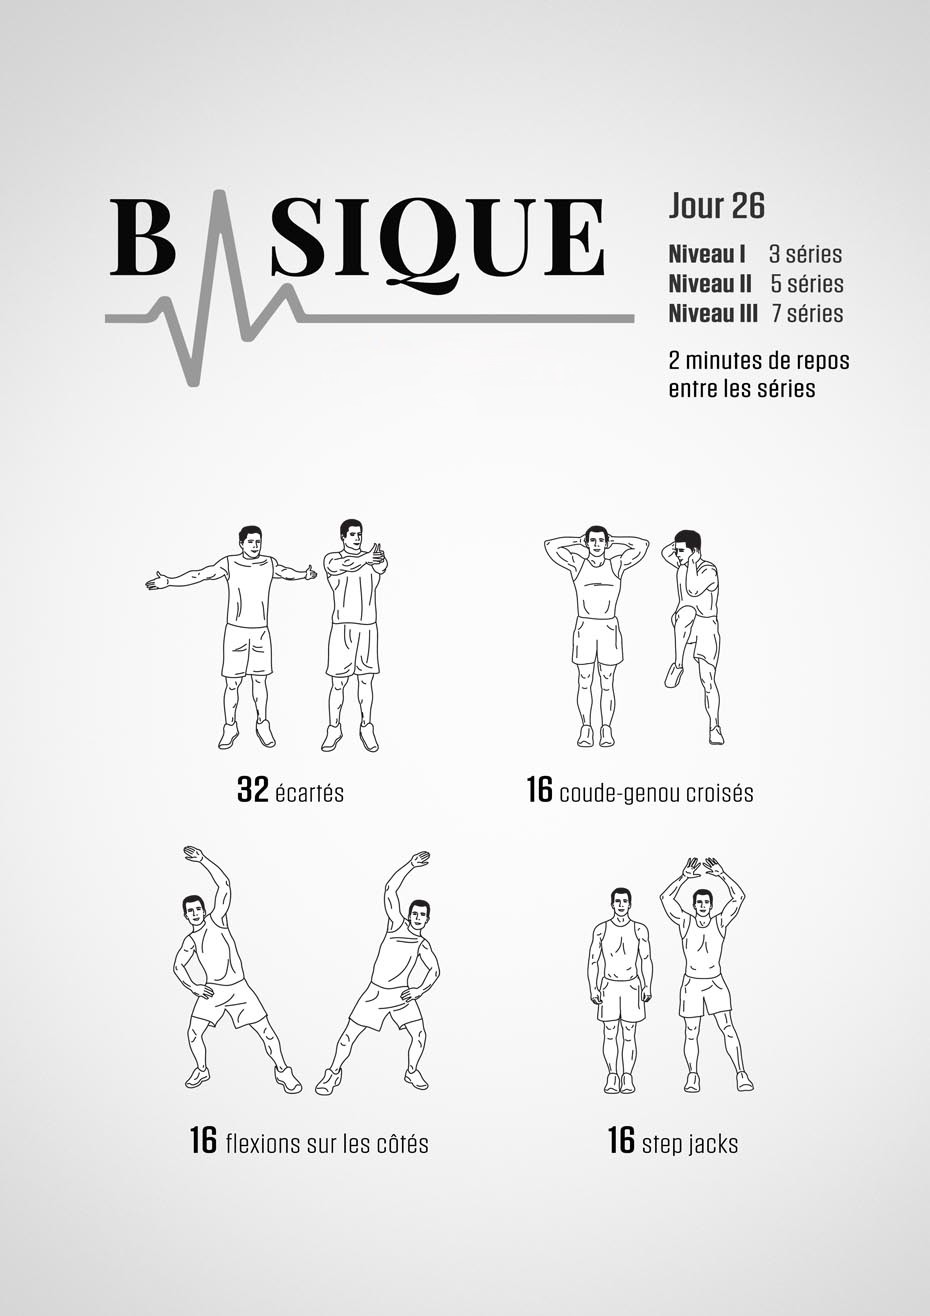 BASIQUE
Jour 26
Niveau I 3 séries
Niveau II 5 séries
Niveau III 7 séries
2 minutes de repos
entre les séries
32 écartés
16 coude-genou croisés
16 flexions sur les côtés
16 step jacks